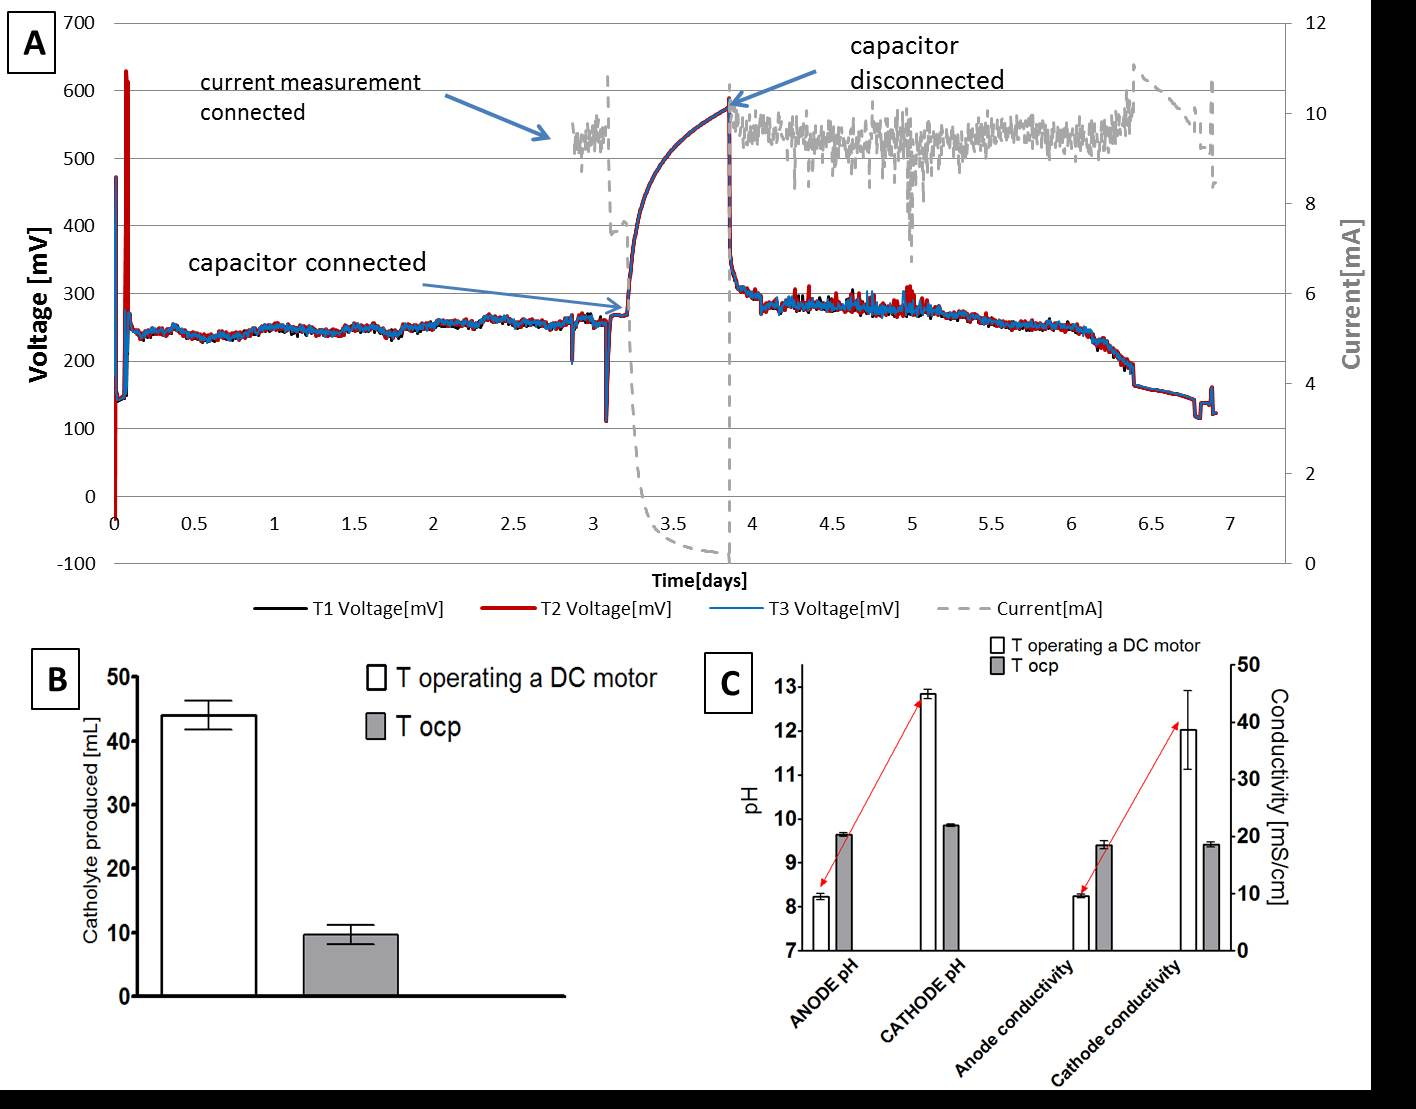 A
700
600
500
400
300
200
100
0
-100
Voltage [mV]
12
10
8
6
4
2
0
Current[mA]
current measurement
connected
capacitor
disconnected
capacitor connected
0 0.5 1 1.5 2 2.5 3 3.5 4 4.5 5 5.5 6 6.5 7
Time[days]
T1 Voltage[mV] T2 Voltage[mV] T3 Voltage[mV] Current[mA]
B
50
40
30
20
10
0
Catholyte produced [mL]
T operating a DC motor
T ocp
C
T operating a DC motor
T ocp
13
12
11
10
9
8
7
pH
50
40
30
20
10
0
Conductivity [mS/cm]
ANODE pH
CATHODE pH
Anode conductivity
Cathode conductivity